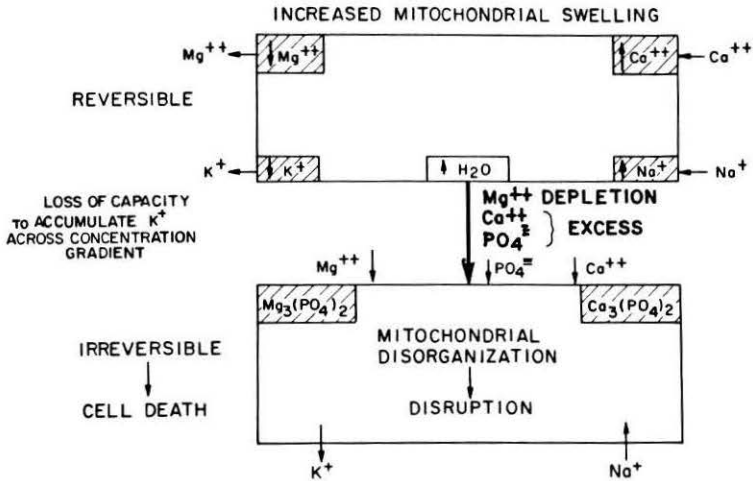 INCREASED MITOCHONDRIAL SWELLING
Mg++ Mg++ Ca++ Ca++
REVERSIBLE
K+ K+ H2O Na+ Na+
LOSS OF CAPACITY
TO ACCUMULATE K+
ACROSS CONCENTRATION
GRADIENT
Mg++ DEPLETION
Ca++
PO4≡
EXCESS
Mg++ PO4≡ Ca++
Mg3(PO4)2 Ca3(PO4)2
IRREVERSIBLE
CELL DEATH
MITOCHONDRIAL
DISORGANIZATION
DISRUPTION
K+ Na+